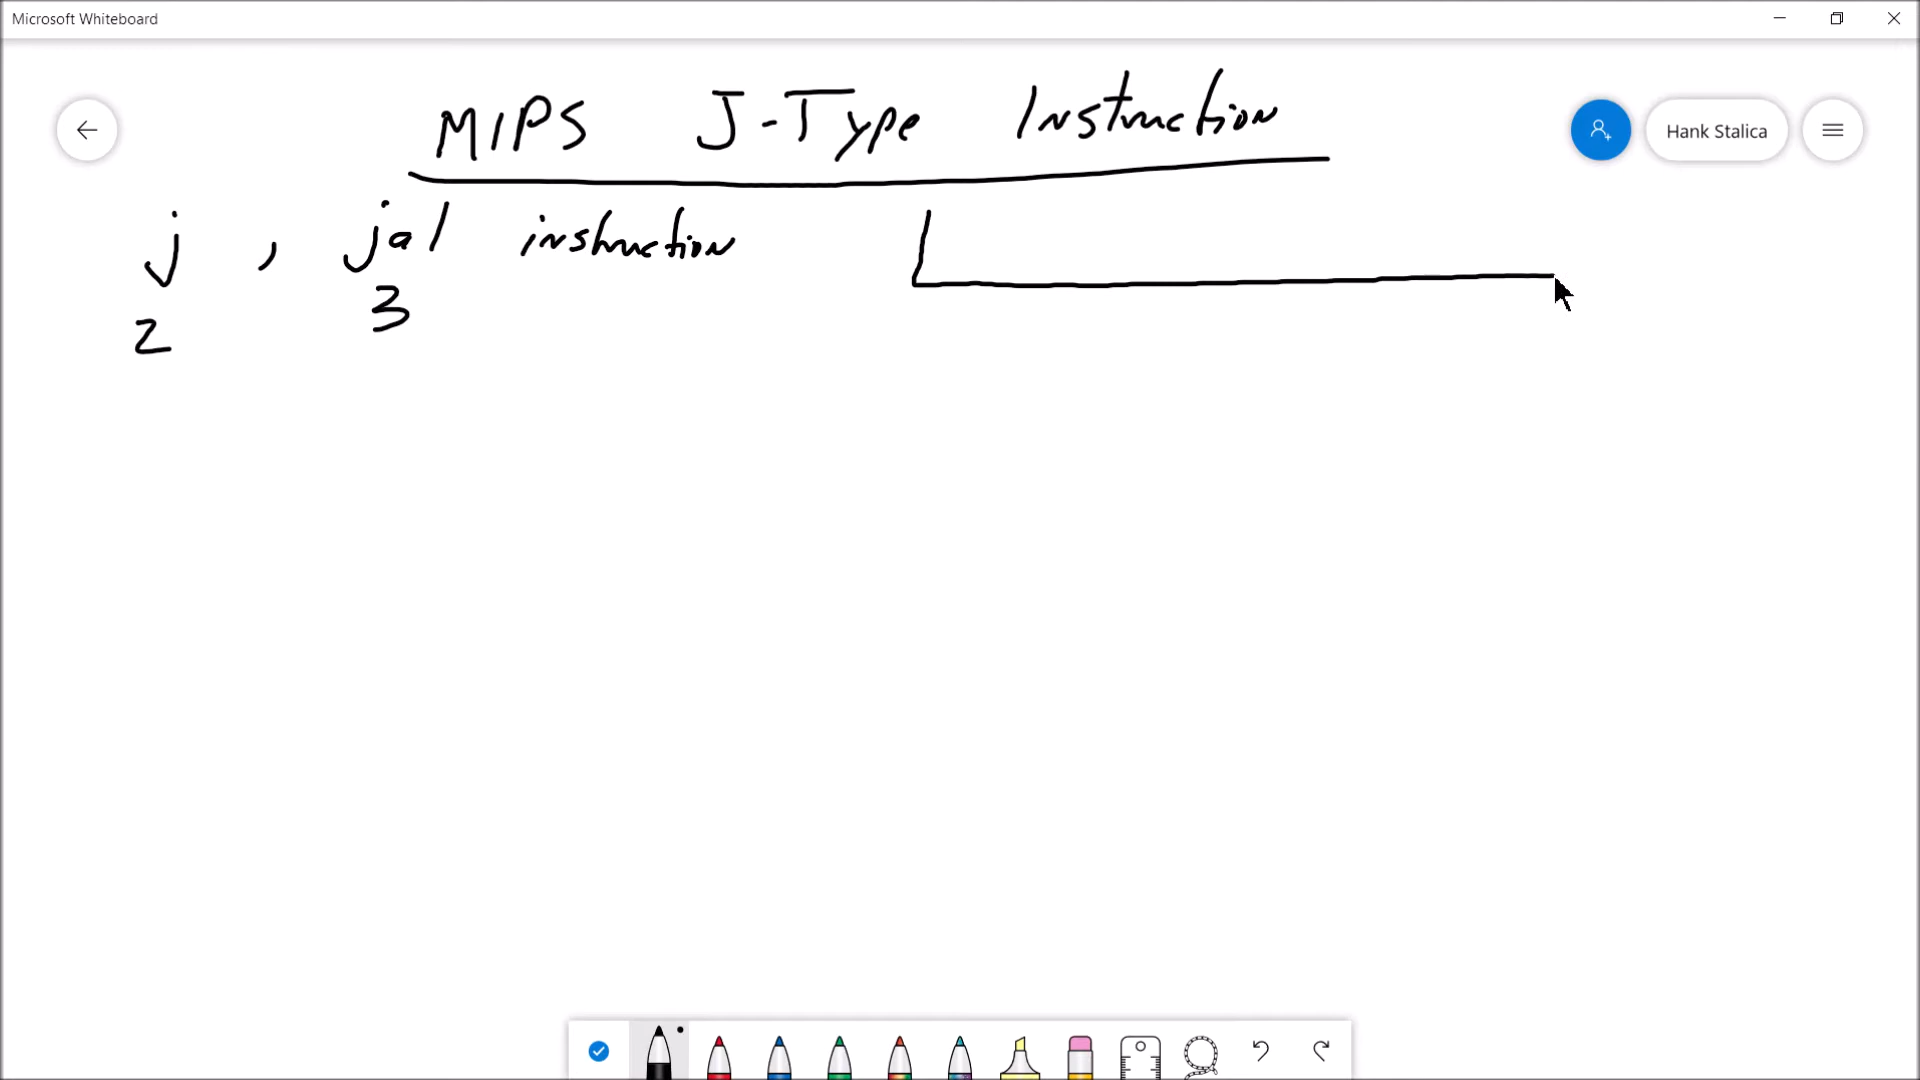 Microsoft Whiteboard
MIPS J-Type Instruction
Hank Stalica
j , jal instruction
2 3